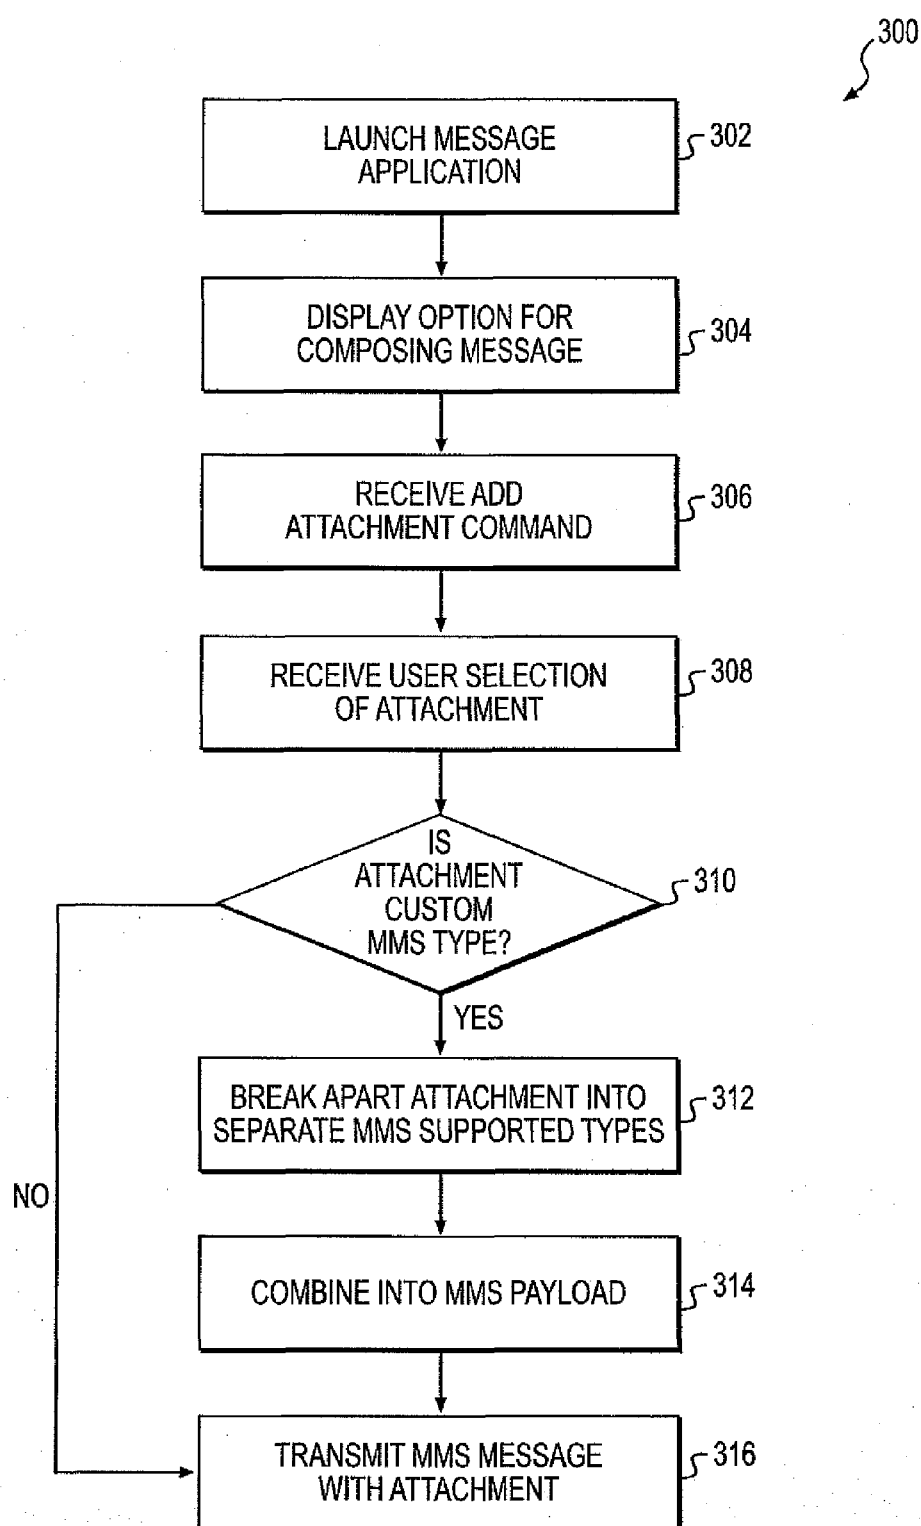 300
LAUNCH MESSAGE
APPLICATION
302
DISPLAY OPTION FOR
COMPOSING MESSAGE
304
RECEIVE ADD
ATTACHMENT COMMAND
306
RECEIVE USER SELECTION
OF ATTACHMENT
308
IS
ATTACHMENT
CUSTOM
MMS TYPE?
310
YES
BREAK APART ATTACHMENT INTO
SEPARATE MMS SUPPORTED TYPES
312
NO
COMBINE INTO MMS PAYLOAD
314
TRANSMIT MMS MESSAGE
WITH ATTACHMENT
316